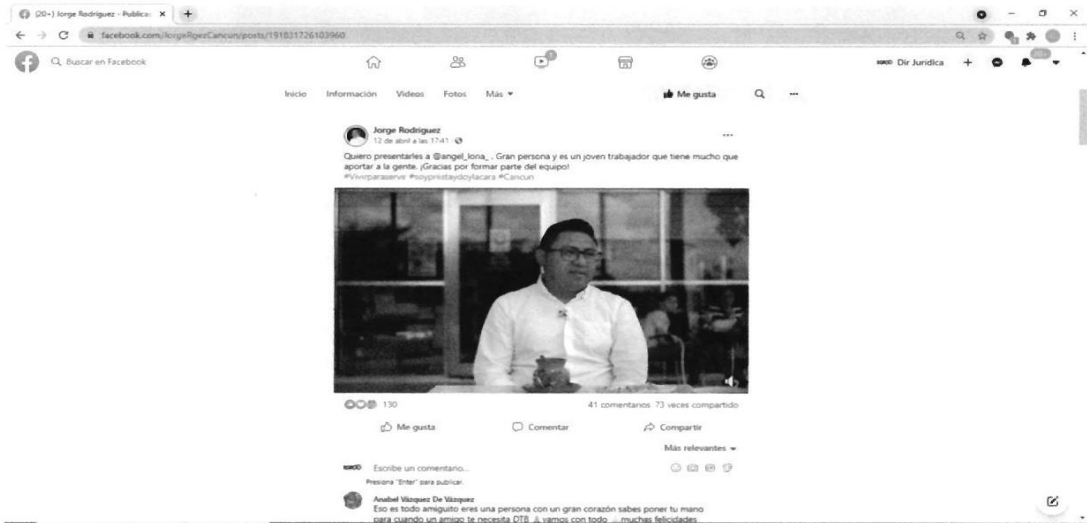 (20+) Jorge Rodriguez - Publicac
facebook.com/JorgeRgezCancun/posts/191831726103960
Buscar en Facebook
1
Dir Jurídica
20+
Inicio Información Videos Fotos Más
Me gusta
Jorge Rodriguez
12 de abril a las 17:41
Quiero presentarles a @angel_loria_ . Gran persona y es un joven trabajador que tiene mucho que
aportar a la gente. ¡Gracias por formar parte del equipo!
#Vivirparaservir #soypriistaydoylacara #Cancun
130
41 comentarios 73 veces compartido
Me gusta Comentar Compartir
Más relevantes
Escribe un comentario...
Presiona "Enter" para publicar.
Anabel Vázquez De Vázquez
Eso es todo amiguito eres una persona con un gran corazón sabes poner tu mano
para cuando un amigo te necesita DTB vamos con todo muchas felicidades